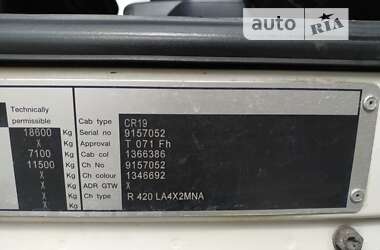 auto RIA
Technically
permissible
18600 Kg
X Kg
7100 Kg
11500 Kg
X Kg
X Kg
X Kg
Cab type CR19
Serial no 9157052
Approval T 071 Fh
Cab col 1366386
Ch No 9157052
Ch colour 1346692
ADR GTW X
Ch type R 420 LA4X2MNA